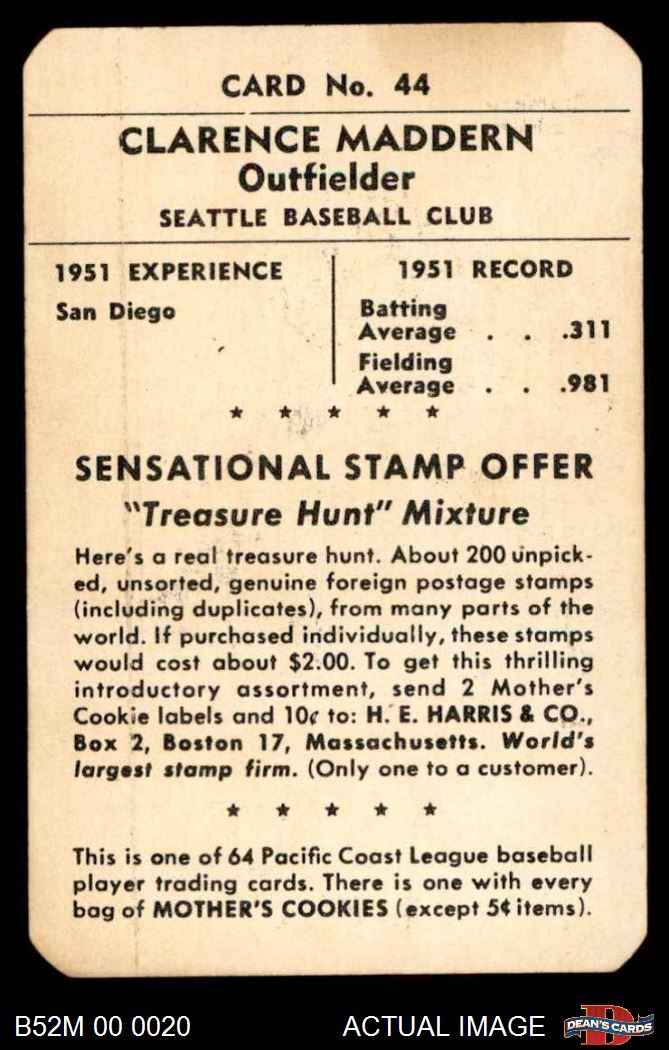 CARD No. 44
CLARENCE MADDERN
Outfielder
SEATTLE BASEBALL CLUB
1951 EXPERIENCE
San Diego
1951 RECORD
Batting
Average . . .311
Fielding
Average . . .981
★ ★ ★ ★ ★
SENSATIONAL STAMP OFFER
"Treasure Hunt" Mixture
Here's a real treasure hunt. About 200 unpick-
ed, unsorted, genuine foreign postage stamps
(including duplicates), from many parts of the
world. If purchased individually, these stamps
would cost about $2.00. To get this thrilling
introductory assortment, send 2 Mother's
Cookie labels and 10¢ to: H. E. HARRIS & CO.,
Box 2, Boston 17, Massachusetts. World's
largest stamp firm. (Only one to a customer).
★ ★ ★ ★ ★
This is one of 64 Pacific Coast League baseball
player trading cards. There is one with every
bag of MOTHER'S COOKIES (except 5¢ items).
B52M 00 0020
ACTUAL IMAGE
D
DEAN'S CARDS